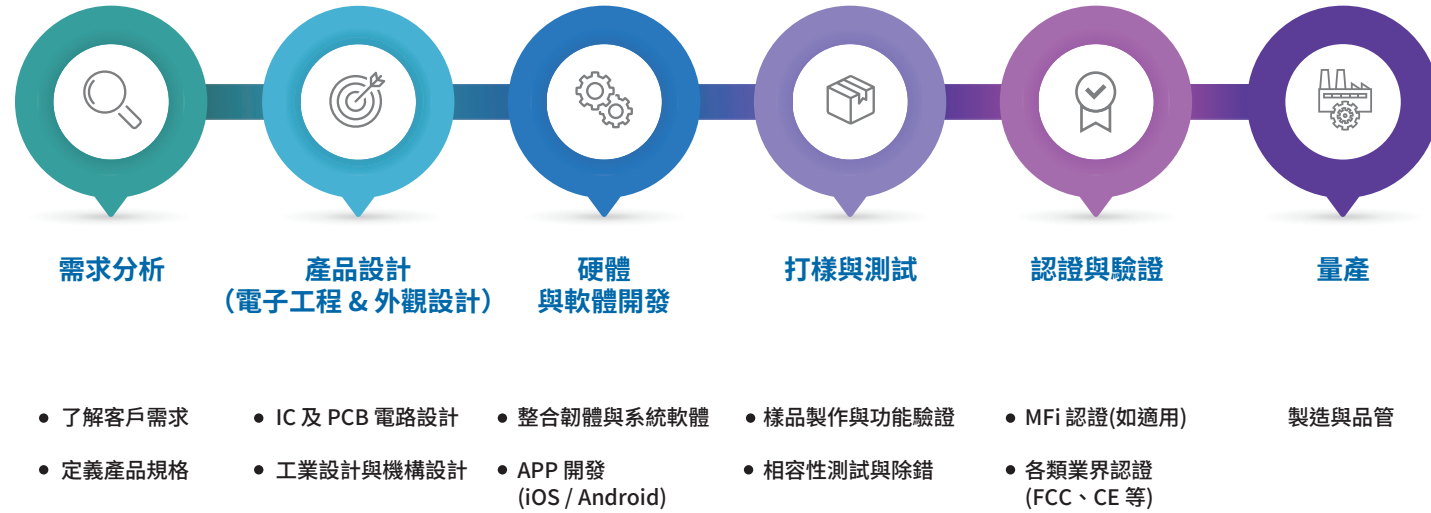 需求分析
產品設計
（電子工程 & 外觀設計）
硬體
與軟體開發
打樣與測試
認證與驗證
量產
• 了解客戶需求
• 定義產品規格
• IC 及 PCB 電路設計
• 工業設計與機構設計
• 整合韌體與系統軟體
• APP 開發
(iOS / Android)
• 樣品製作與功能驗證
• 相容性測試與除錯
• MFi 認證(如適用)
• 各類業界認證
(FCC、CE 等)
製造與品管